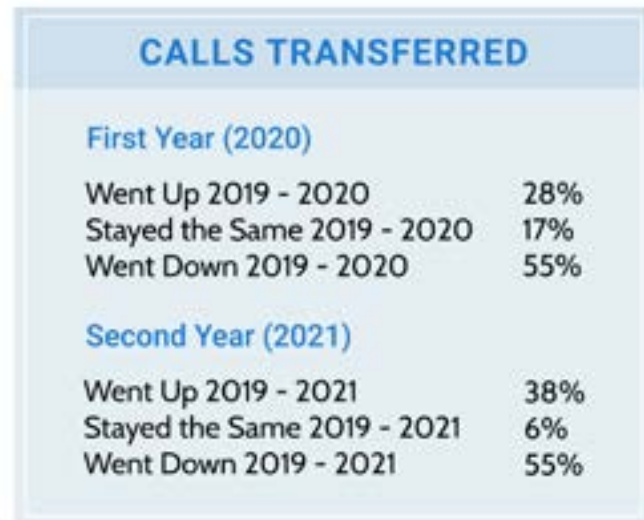 CALLS TRANSFERRED
First Year (2020)
Went Up 2019 - 2020 28%
Stayed the Same 2019 - 2020 17%
Went Down 2019 - 2020 55%
Second Year (2021)
Went Up 2019 - 2021 38%
Stayed the Same 2019 - 2021 6%
Went Down 2019 - 2021 55%